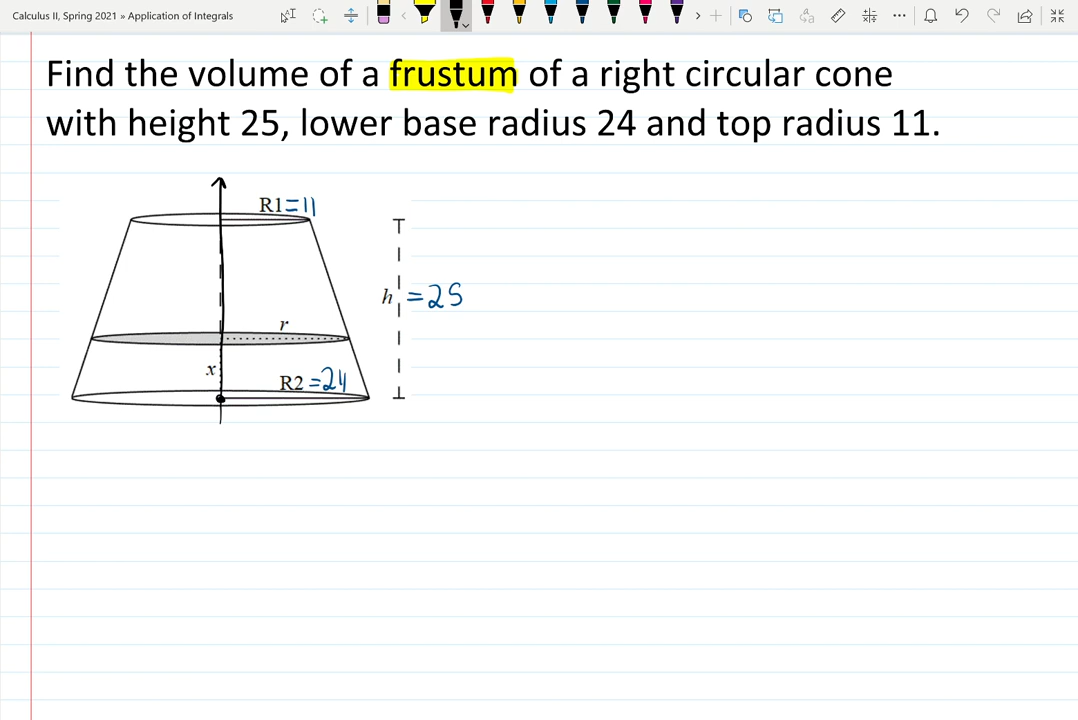 Calculus II, Spring 2021 » Application of Integrals
Find the volume of a frustum of a right circular cone
with height 25, lower base radius 24 and top radius 11.
R1=11
h =25
r
x
R2 =24